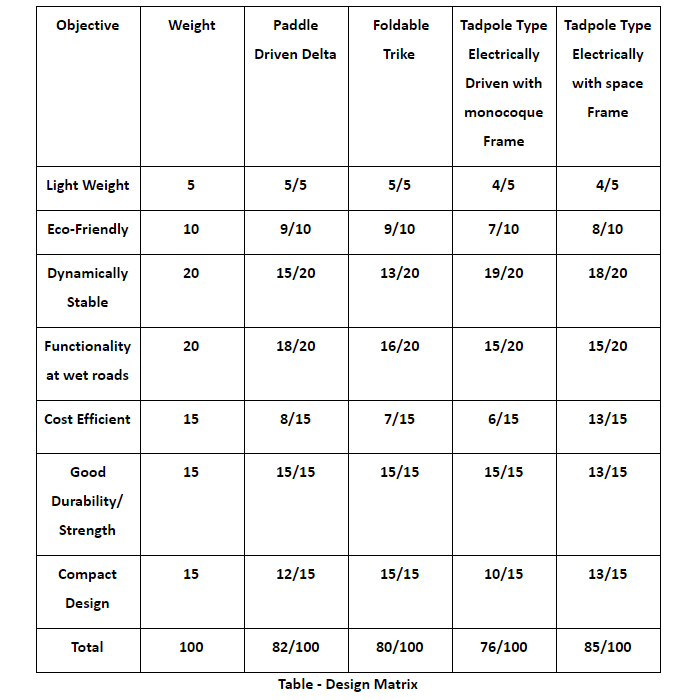 Objective Weight Paddle Foldable Tadpole Type Tadpole Type
Driven Delta Trike Electrically Electrically
Driven with with space
monocoque Frame
Frame
Light Weight 5 5/5 5/5 4/5 4/5
Eco-Friendly 10 9/10 9/10 7/10 8/10
Dynamically 20 15/20 13/20 19/20 18/20
Stable
Functionality 20 18/20 16/20 15/20 15/20
at wet roads
Cost Efficient 15 8/15 7/15 6/15 13/15
Good 15 15/15 15/15 15/15 13/15
Durability/
Strength
Compact 15 12/15 15/15 10/15 13/15
Design
Total 100 82/100 80/100 76/100 85/100
Table - Design Matrix